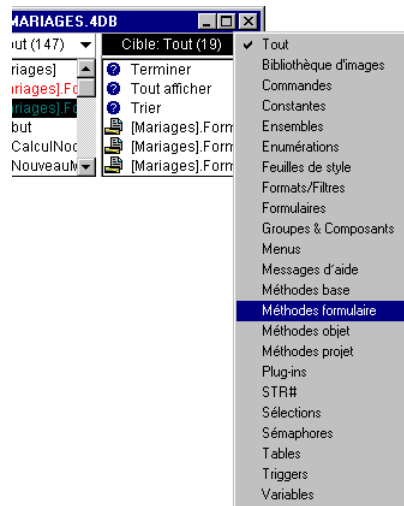 MARIAGES.4DB
out (147)
Cible: Tout (19)
riages]
ariages].Fo
ariages].Fo
but
CalculNoc
NouveauM
Terminer
Tout afficher
Trier
[Mariages].Form
[Mariages].Form
[Mariages].Form
Tout
Bibliothèque d'images
Commandes
Constantes
Ensembles
Enumérations
Feuilles de style
Formats/Filtres
Formulaires
Groupes & Composants
Menus
Messages d´aide
Méthodes base
Méthodes formulaire
Méthodes objet
Méthodes projet
Plug-ins
STR#
Sélections
Sémaphores
Tables
Triggers
Variables